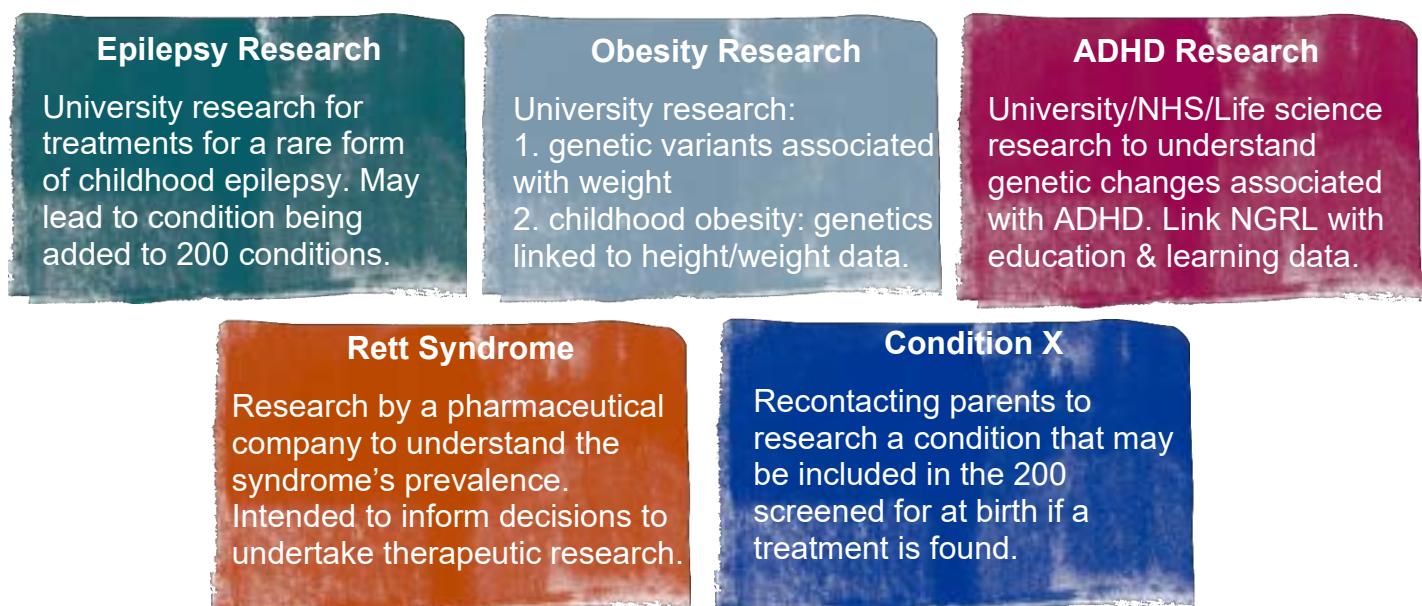 Epilepsy Research
University research for
treatments for a rare form
of childhood epilepsy. May
lead to condition being
added to 200 conditions.
Obesity Research
University research:
1. genetic variants associated
with weight
2. childhood obesity: genetics
linked to height/weight data.
ADHD Research
University/NHS/Life science
research to understand
genetic changes associated
with ADHD. Link NGRL with
education & learning data.
Rett Syndrome
Research by a pharmaceutical
company to understand the
syndrome’s prevalence.
Intended to inform decisions to
undertake therapeutic research.
Condition X
Recontacting parents to
research a condition that may
be included in the 200
screened for at birth if a
treatment is found.